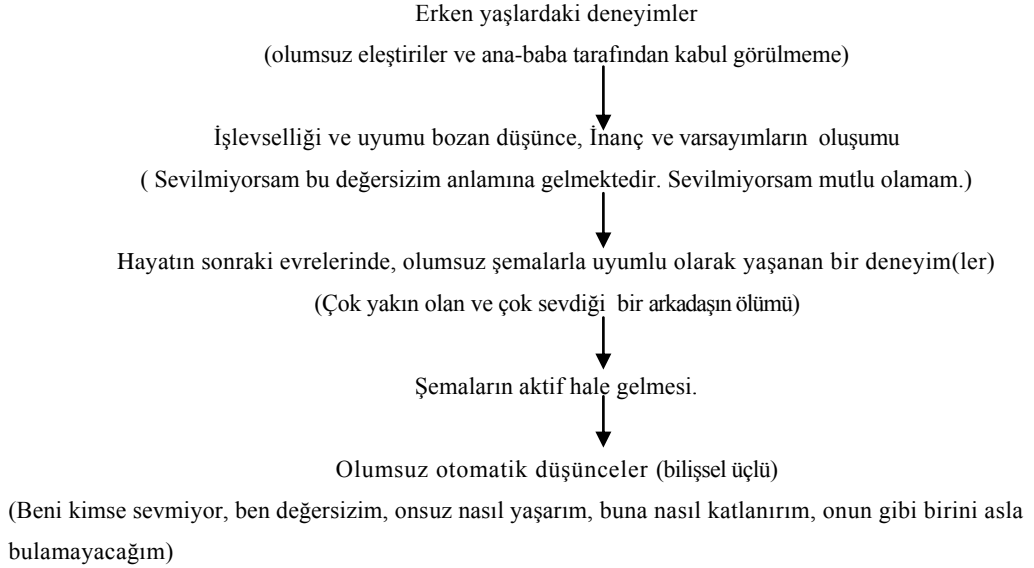 Erken yaşlardaki deneyimler
(olumsuz eleştiriler ve ana-baba tarafından kabul görülmeme)
İşlevselliği ve uyumu bozan düşünce, İnanç ve varsayımların oluşumu
( Sevilmiyorsam bu değersizim anlamına gelmektedir. Sevilmiyorsam mutlu olamam.)
Hayatın sonraki evrelerinde, olumsuz şemalarla uyumlu olarak yaşanan bir deneyim(ler)
(Çok yakın olan ve çok sevdiği bir arkadaşın ölümü)
Şemaların aktif hale gelmesi.
Olumsuz otomatik düşünceler (bilişsel üçlü)
(Beni kimse sevmiyor, ben değersizim, onsuz nasıl yaşarım, buna nasıl katlanırım, onun gibi birini asla
bulamayacağım)